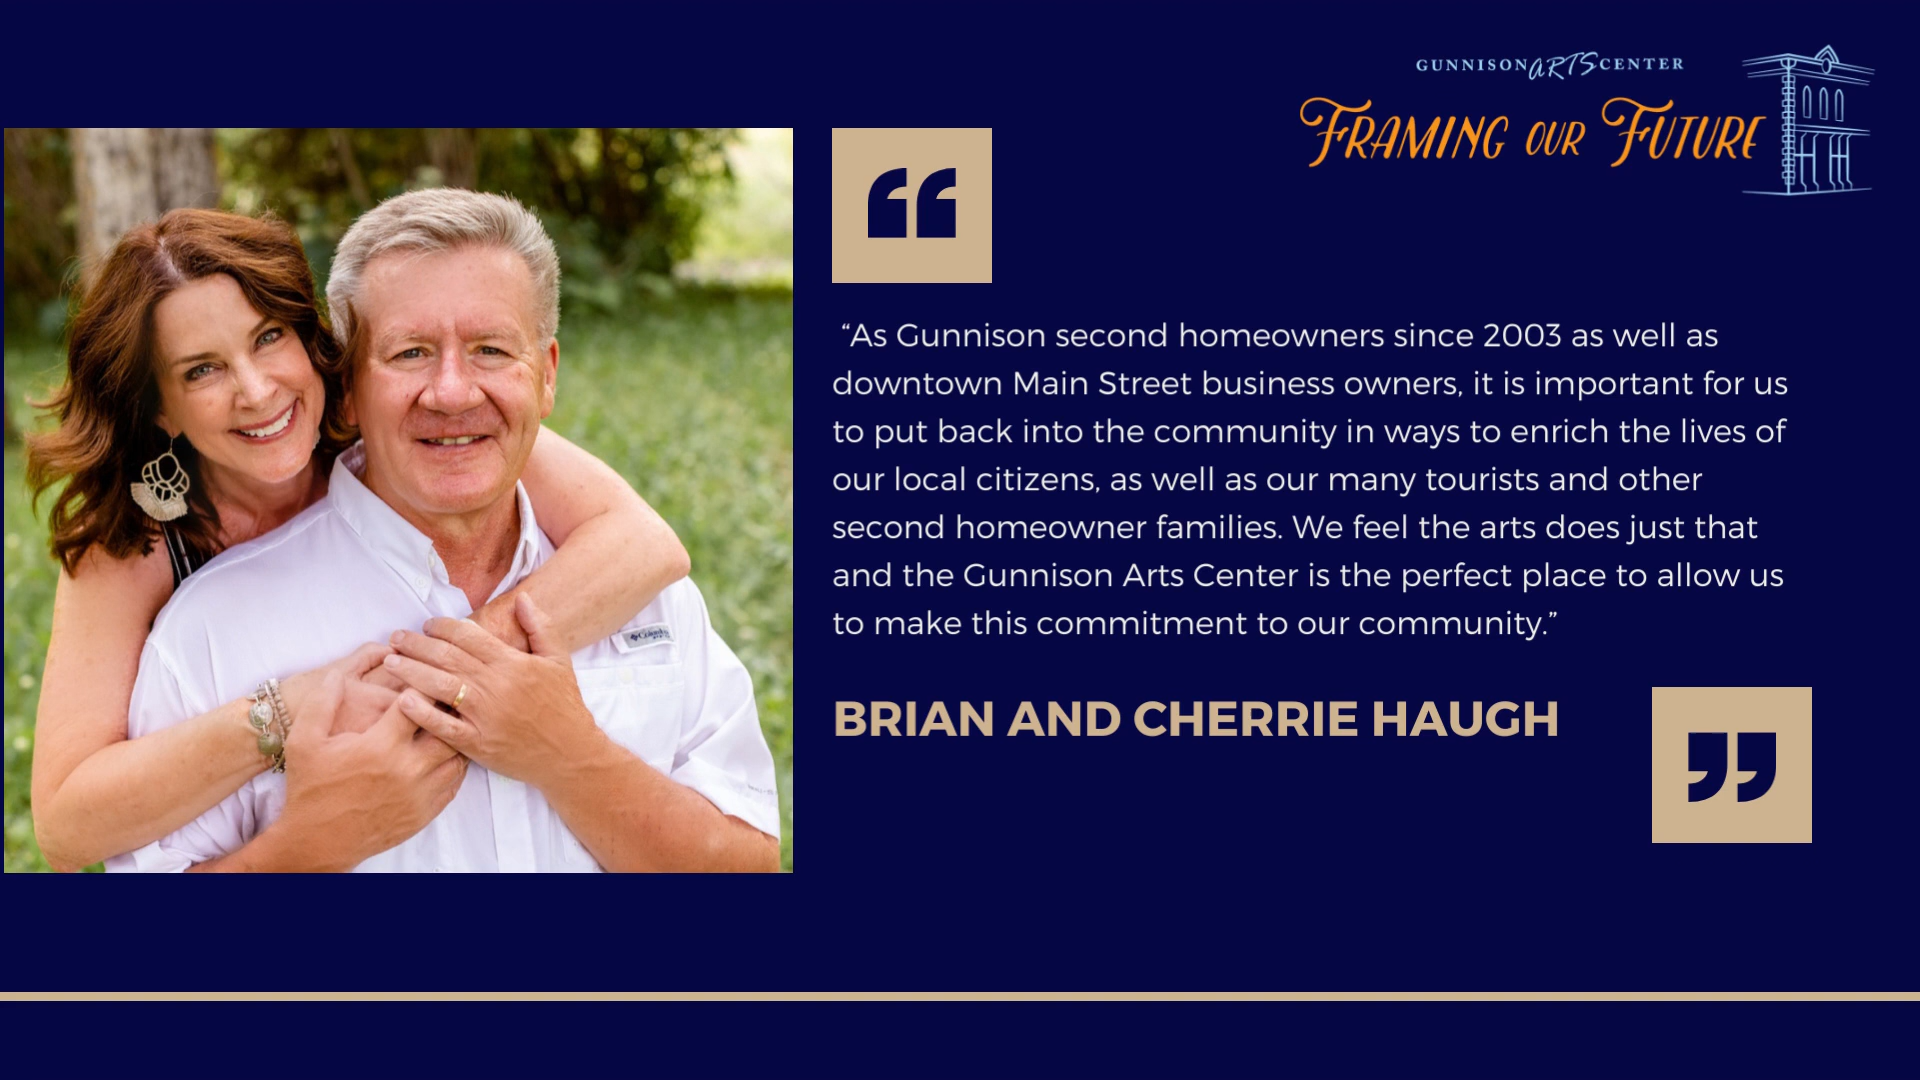 GUNNISON ARTS CENTER
FRAMING OUR FUTURE
“As Gunnison second homeowners since 2003 as well as
downtown Main Street business owners, it is important for us
to put back into the community in ways to enrich the lives of
our local citizens, as well as our many tourists and other
second homeowner families. We feel the arts does just that
and the Gunnison Arts Center is the perfect place to allow us
to make this commitment to our community.”
Columbia
BRIAN AND CHERRIE HAUGH